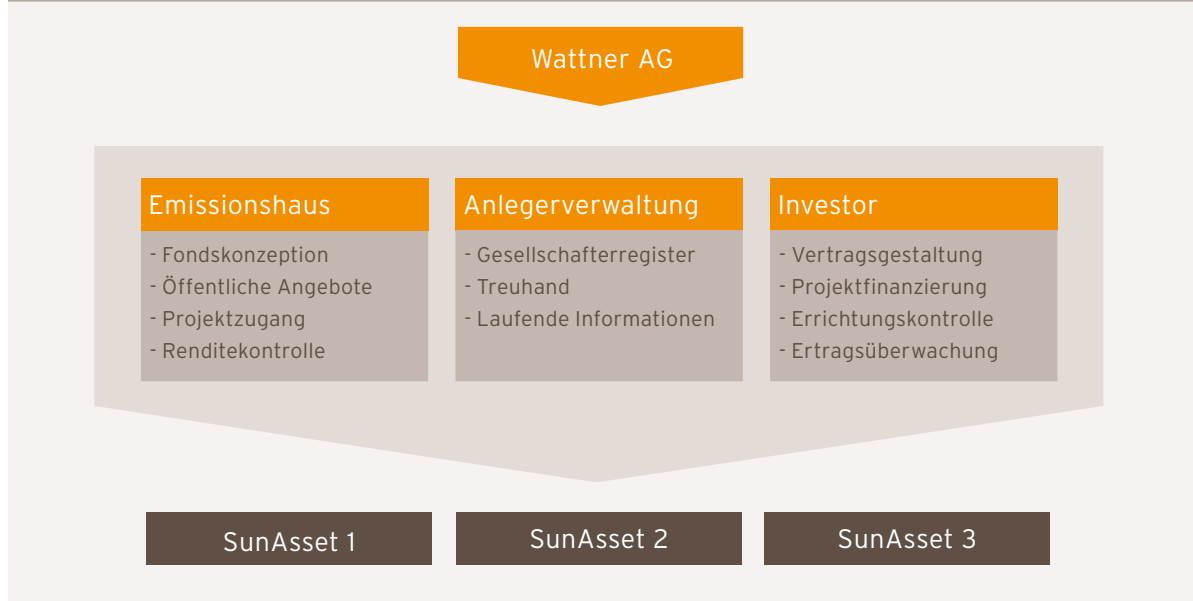 Wattner AG
Emissionshaus
- Fondskonzeption
- Öffentliche Angebote
- Projektzugang
- Renditekontrolle
Anlegerverwaltung
- Gesellschafterregister
- Treuhand
- Laufende Informationen
Investor
- Vertragsgestaltung
- Projektfinanzierung
- Errichtungskontrolle
- Ertragsüberwachung
SunAsset 1
SunAsset 2
SunAsset 3